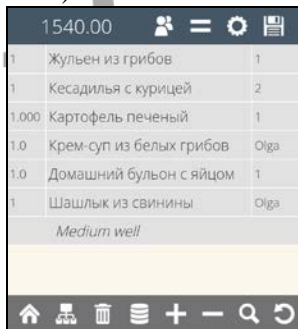 1540.00
1 Жульен из грибов 1
1 Кесадилья с курицей 2
1.000 Картофель печеный 1
1.0 Крем-суп из белых грибов Olga
1.0 Домашний бульон с яйцом 1
1 Шашлык из свинины Olga
Medium well